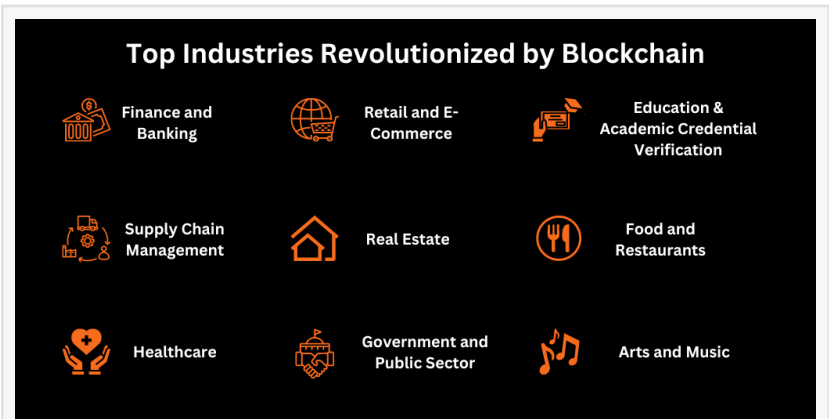 Top Industries Revolutionized by Blockchain
Finance and
Banking
Retail and E-
Commerce
Education &
Academic Credential
Verification
Supply Chain
Management
Real Estate
Food and
Restaurants
Healthcare
Government and
Public Sector
Arts and Music